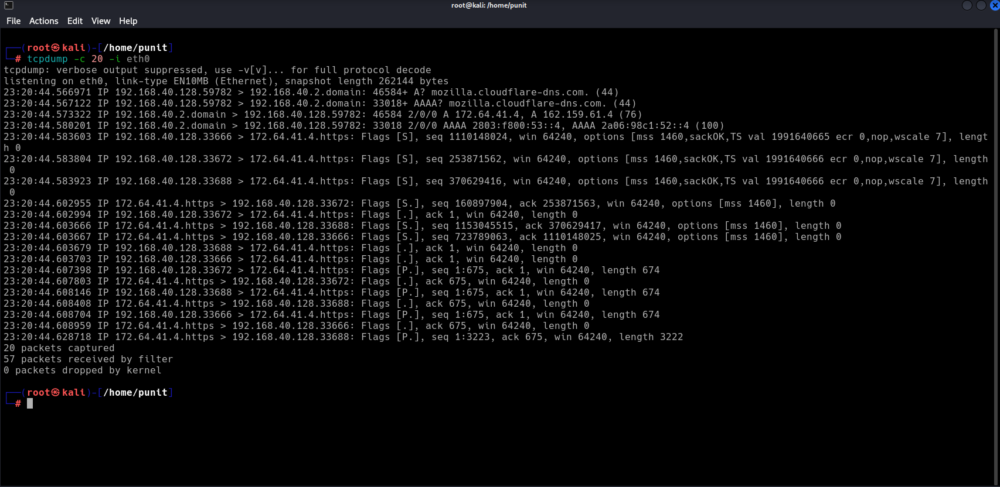 root@kali: /home/punit
File Actions Edit View Help
┌──(root㉿kali)-[/home/punit]
└─# tcpdump -c 20 -i eth0
tcpdump: verbose output suppressed, use -v[v]... for full protocol decode
listening on eth0, link-type EN10MB (Ethernet), snapshot length 262144 bytes
23:20:44.566971 IP 192.168.40.128.59782 > 192.168.40.2.domain: 46584+ A? mozilla.cloudflare-dns.com. (44)
23:20:44.567122 IP 192.168.40.128.59782 > 192.168.40.2.domain: 33018+ AAAA? mozilla.cloudflare-dns.com. (44)
23:20:44.573322 IP 192.168.40.2.domain > 192.168.40.128.59782: 46584 2/0/0 A 172.64.41.4, A 162.159.61.4 (76)
23:20:44.580201 IP 192.168.40.2.domain > 192.168.40.128.59782: 33018 2/0/0 AAAA 2803:f800:53::4, AAAA 2a06:98c1:52::4 (100)
23:20:44.583603 IP 192.168.40.128.33666 > 172.64.41.4.https: Flags [S], seq 1110148024, win 64240, options [mss 1460,sackOK,TS val 1991640665 ecr 0,nop,wscale 7], lengt
h 0
23:20:44.583804 IP 192.168.40.128.33672 > 172.64.41.4.https: Flags [S], seq 253871562, win 64240, options [mss 1460,sackOK,TS val 1991640666 ecr 0,nop,wscale 7], length
 0
23:20:44.583923 IP 192.168.40.128.33688 > 172.64.41.4.https: Flags [S], seq 370629416, win 64240, options [mss 1460,sackOK,TS val 1991640666 ecr 0,nop,wscale 7], length
 0
23:20:44.602955 IP 172.64.41.4.https > 192.168.40.128.33672: Flags [S.], seq 160897904, ack 253871563, win 64240, options [mss 1460], length 0
23:20:44.602994 IP 192.168.40.128.33672 > 172.64.41.4.https: Flags [.], ack 1, win 64240, length 0
23:20:44.603666 IP 172.64.41.4.https > 192.168.40.128.33688: Flags [S.], seq 1153045515, ack 370629417, win 64240, options [mss 1460], length 0
23:20:44.603667 IP 172.64.41.4.https > 192.168.40.128.33666: Flags [S.], seq 723789063, ack 1110148025, win 64240, options [mss 1460], length 0
23:20:44.603679 IP 192.168.40.128.33688 > 172.64.41.4.https: Flags [.], ack 1, win 64240, length 0
23:20:44.603703 IP 192.168.40.128.33666 > 172.64.41.4.https: Flags [.], ack 1, win 64240, length 0
23:20:44.607398 IP 192.168.40.128.33672 > 172.64.41.4.https: Flags [P.], seq 1:675, ack 1, win 64240, length 674
23:20:44.607803 IP 172.64.41.4.https > 192.168.40.128.33672: Flags [.], ack 675, win 64240, length 0
23:20:44.608146 IP 192.168.40.128.33688 > 172.64.41.4.https: Flags [P.], seq 1:675, ack 1, win 64240, length 674
23:20:44.608408 IP 172.64.41.4.https > 192.168.40.128.33688: Flags [.], ack 675, win 64240, length 0
23:20:44.608704 IP 192.168.40.128.33666 > 172.64.41.4.https: Flags [P.], seq 1:675, ack 1, win 64240, length 674
23:20:44.608959 IP 172.64.41.4.https > 192.168.40.128.33666: Flags [.], ack 675, win 64240, length 0
23:20:44.628718 IP 172.64.41.4.https > 192.168.40.128.33688: Flags [P.], seq 1:3223, ack 675, win 64240, length 3222
20 packets captured
57 packets received by filter
0 packets dropped by kernel
┌──(root㉿kali)-[/home/punit]
└─#